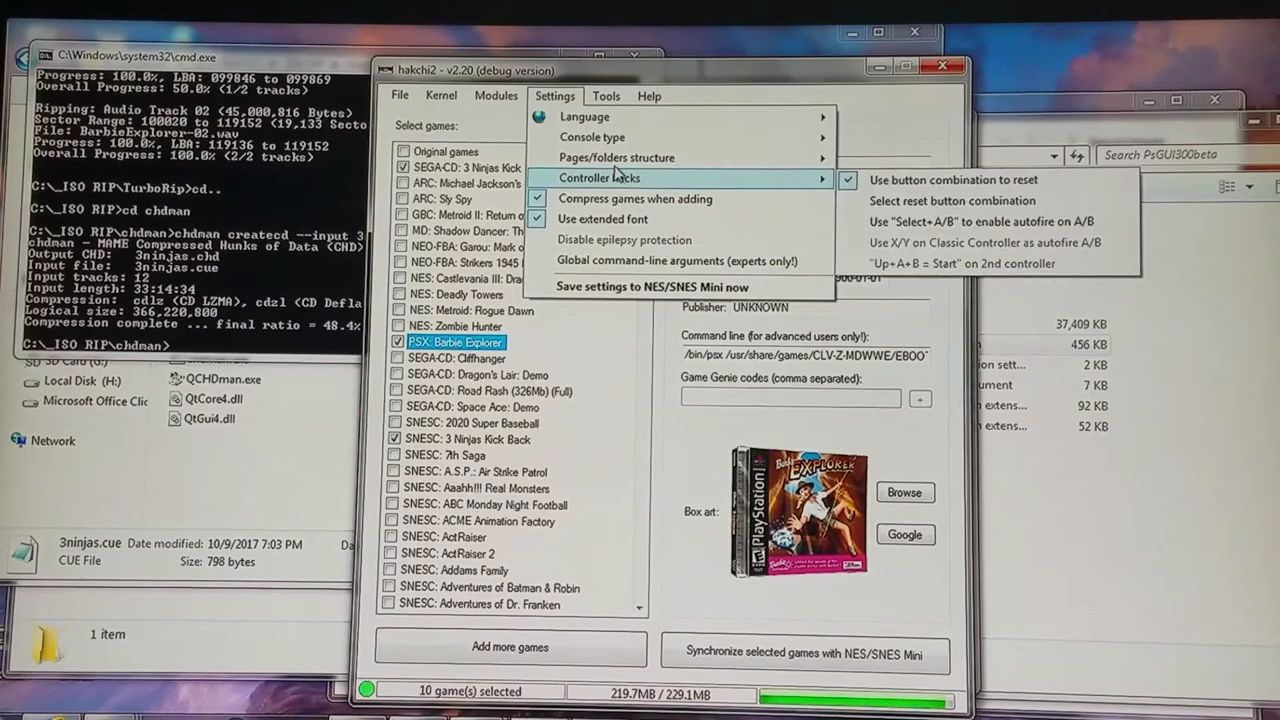 C:\Windows\system32\cmd.exe
Progress: 100.0%, LBA: 099846 to 099869
Overall Progress: 50.0% (1/2 tracks)
Ripping: Audio Track 02 (45,000,816 Bytes)
Sector Range: 100020 to 119152 (19,133 Secto
File: BarbieExplorer-02.wav
Progress: 100.0%, LBA: 119136 to 119152
Overall Progress: 100.0% (2/2 tracks)
C:\_ISO RIP\TurboRip>cd..
C:\_ISO RIP>cd chdman
C:\_ISO RIP\chdman>chdman createcd --input 3
chdman - MAME Compressed Hunks of Data (CHD)
Output CHD: 3ninjas.chd
Input file: 3ninjas.cue
Input tracks: 12
Input length: 33:14:34
Compression: cdlz (CD LZMA), cdzl (CD Defla
Logical size: 366,220,800
Compression complete ... final ratio = 48.4%
C:\_ISO RIP\chdman>
SD Card (G:)
Local Disk (H:)
Microsoft Office Clic
Network
QCHDman.exe
QtCore4.dll
QtGui4.dll
3ninjas.cue Date modified: 10/9/2017 7:03 PM
CUE File Size: 798 bytes
1 item
hakchi2 - v2.20 (debug version)
File Kernel Modules Settings Tools Help
Select games:
Original games
SEGA-CD: 3 Ninjas Kick
ARC: Michael Jackson's
ARC: Sly Spy
GBC: Metroid II: Return o
MD: Shadow Dancer: Th
NEO-FBA: Garou: Mark o
NEO-FBA: Strikers 1945
NES: Castlevania III: Dra
NES: Deadly Towers
NES: Metroid: Rogue Dawn
NES: Zombie Hunter
PSX: Barbie Explorer
SEGA-CD: Cliffhanger
SEGA-CD: Dragon's Lair: Demo
SEGA-CD: Road Rash (326Mb) (Full)
SEGA-CD: Space Ace: Demo
SNESC: 2020 Super Baseball
SNESC: 3 Ninjas Kick Back
SNESC: 7th Saga
SNESC: A.S.P.: Air Strike Patrol
SNESC: Aaahh!!! Real Monsters
SNESC: ABC Monday Night Football
SNESC: ACME Animation Factory
SNESC: ActRaiser
SNESC: ActRaiser 2
SNESC: Addams Family
SNESC: Adventures of Batman & Robin
SNESC: Adventures of Dr. Franken
Add more games
Language
Console type
Pages/folders structure
Controller hacks
Compress games when adding
Use extended font
Disable epilepsy protection
Global command-line arguments (experts only!)
Save settings to NES/SNES Mini now
Use button combination to reset
Select reset button combination
Use "Select+A/B" to enable autofire on A/B
Use X/Y on Classic Controller as autofire A/B
"Up+A+B = Start" on 2nd controller
Publisher: UNKNOWN
Command line (for advanced users only!):
/bin/psx /usr/share/games/CLV-Z-MDWWE/EBOO
Game Genie codes (comma separated):
+
Box art:
PlayStation
EXPLORER
Browse
Google
Synchronize selected games with NES/SNES Mini
10 game(s) selected
219.7MB / 229.1MB
Search PsGUI300beta
37,409 KB
456 KB
ion sett... 2 KB
ument 7 KB
n extens... 92 KB
n extens... 52 KB